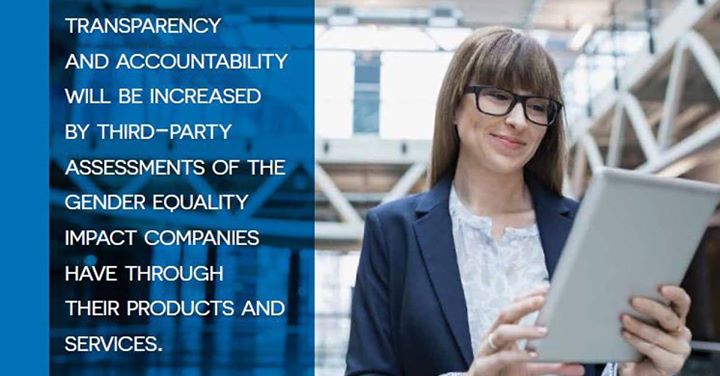 TRANSPARENCY
AND ACCOUNTABILITY
WILL BE INCREASED
BY THIRD-PARTY
ASSESSMENTS OF THE
GENDER EQUALITY
IMPACT COMPANIES
HAVE THROUGH
THEIR PRODUCTS AND
SERVICES.